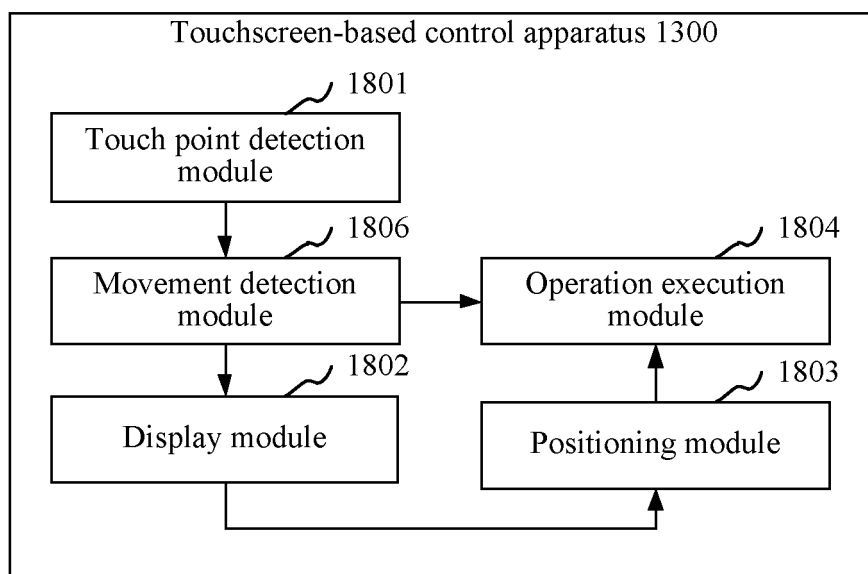 Touchscreen-based control apparatus 1300
1801
Touch point detection
module
1806
Movement detection
module
1804
Operation execution
module
1802
Display module
1803
Positioning module